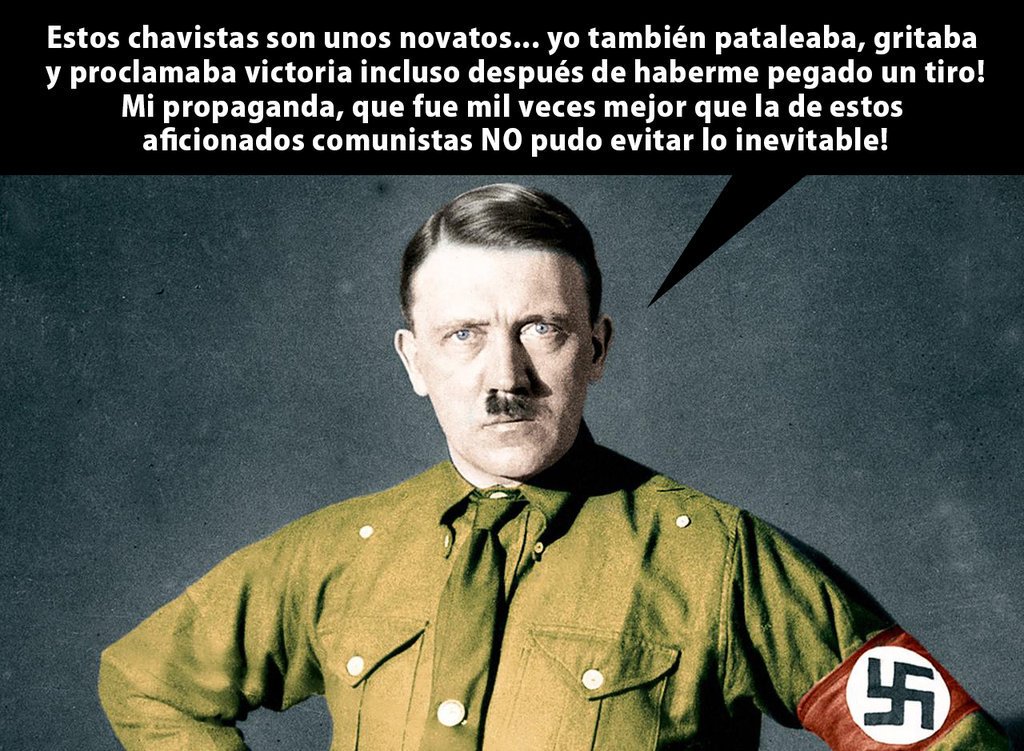 Estos chavistas son unos novatos... yo también pataleaba, gritaba
y proclamaba victoria incluso después de haberme pegado un tiro!
Mi propaganda, que fue mil veces mejor que la de estos
aficionados comunistas NO pudo evitar lo inevitable!